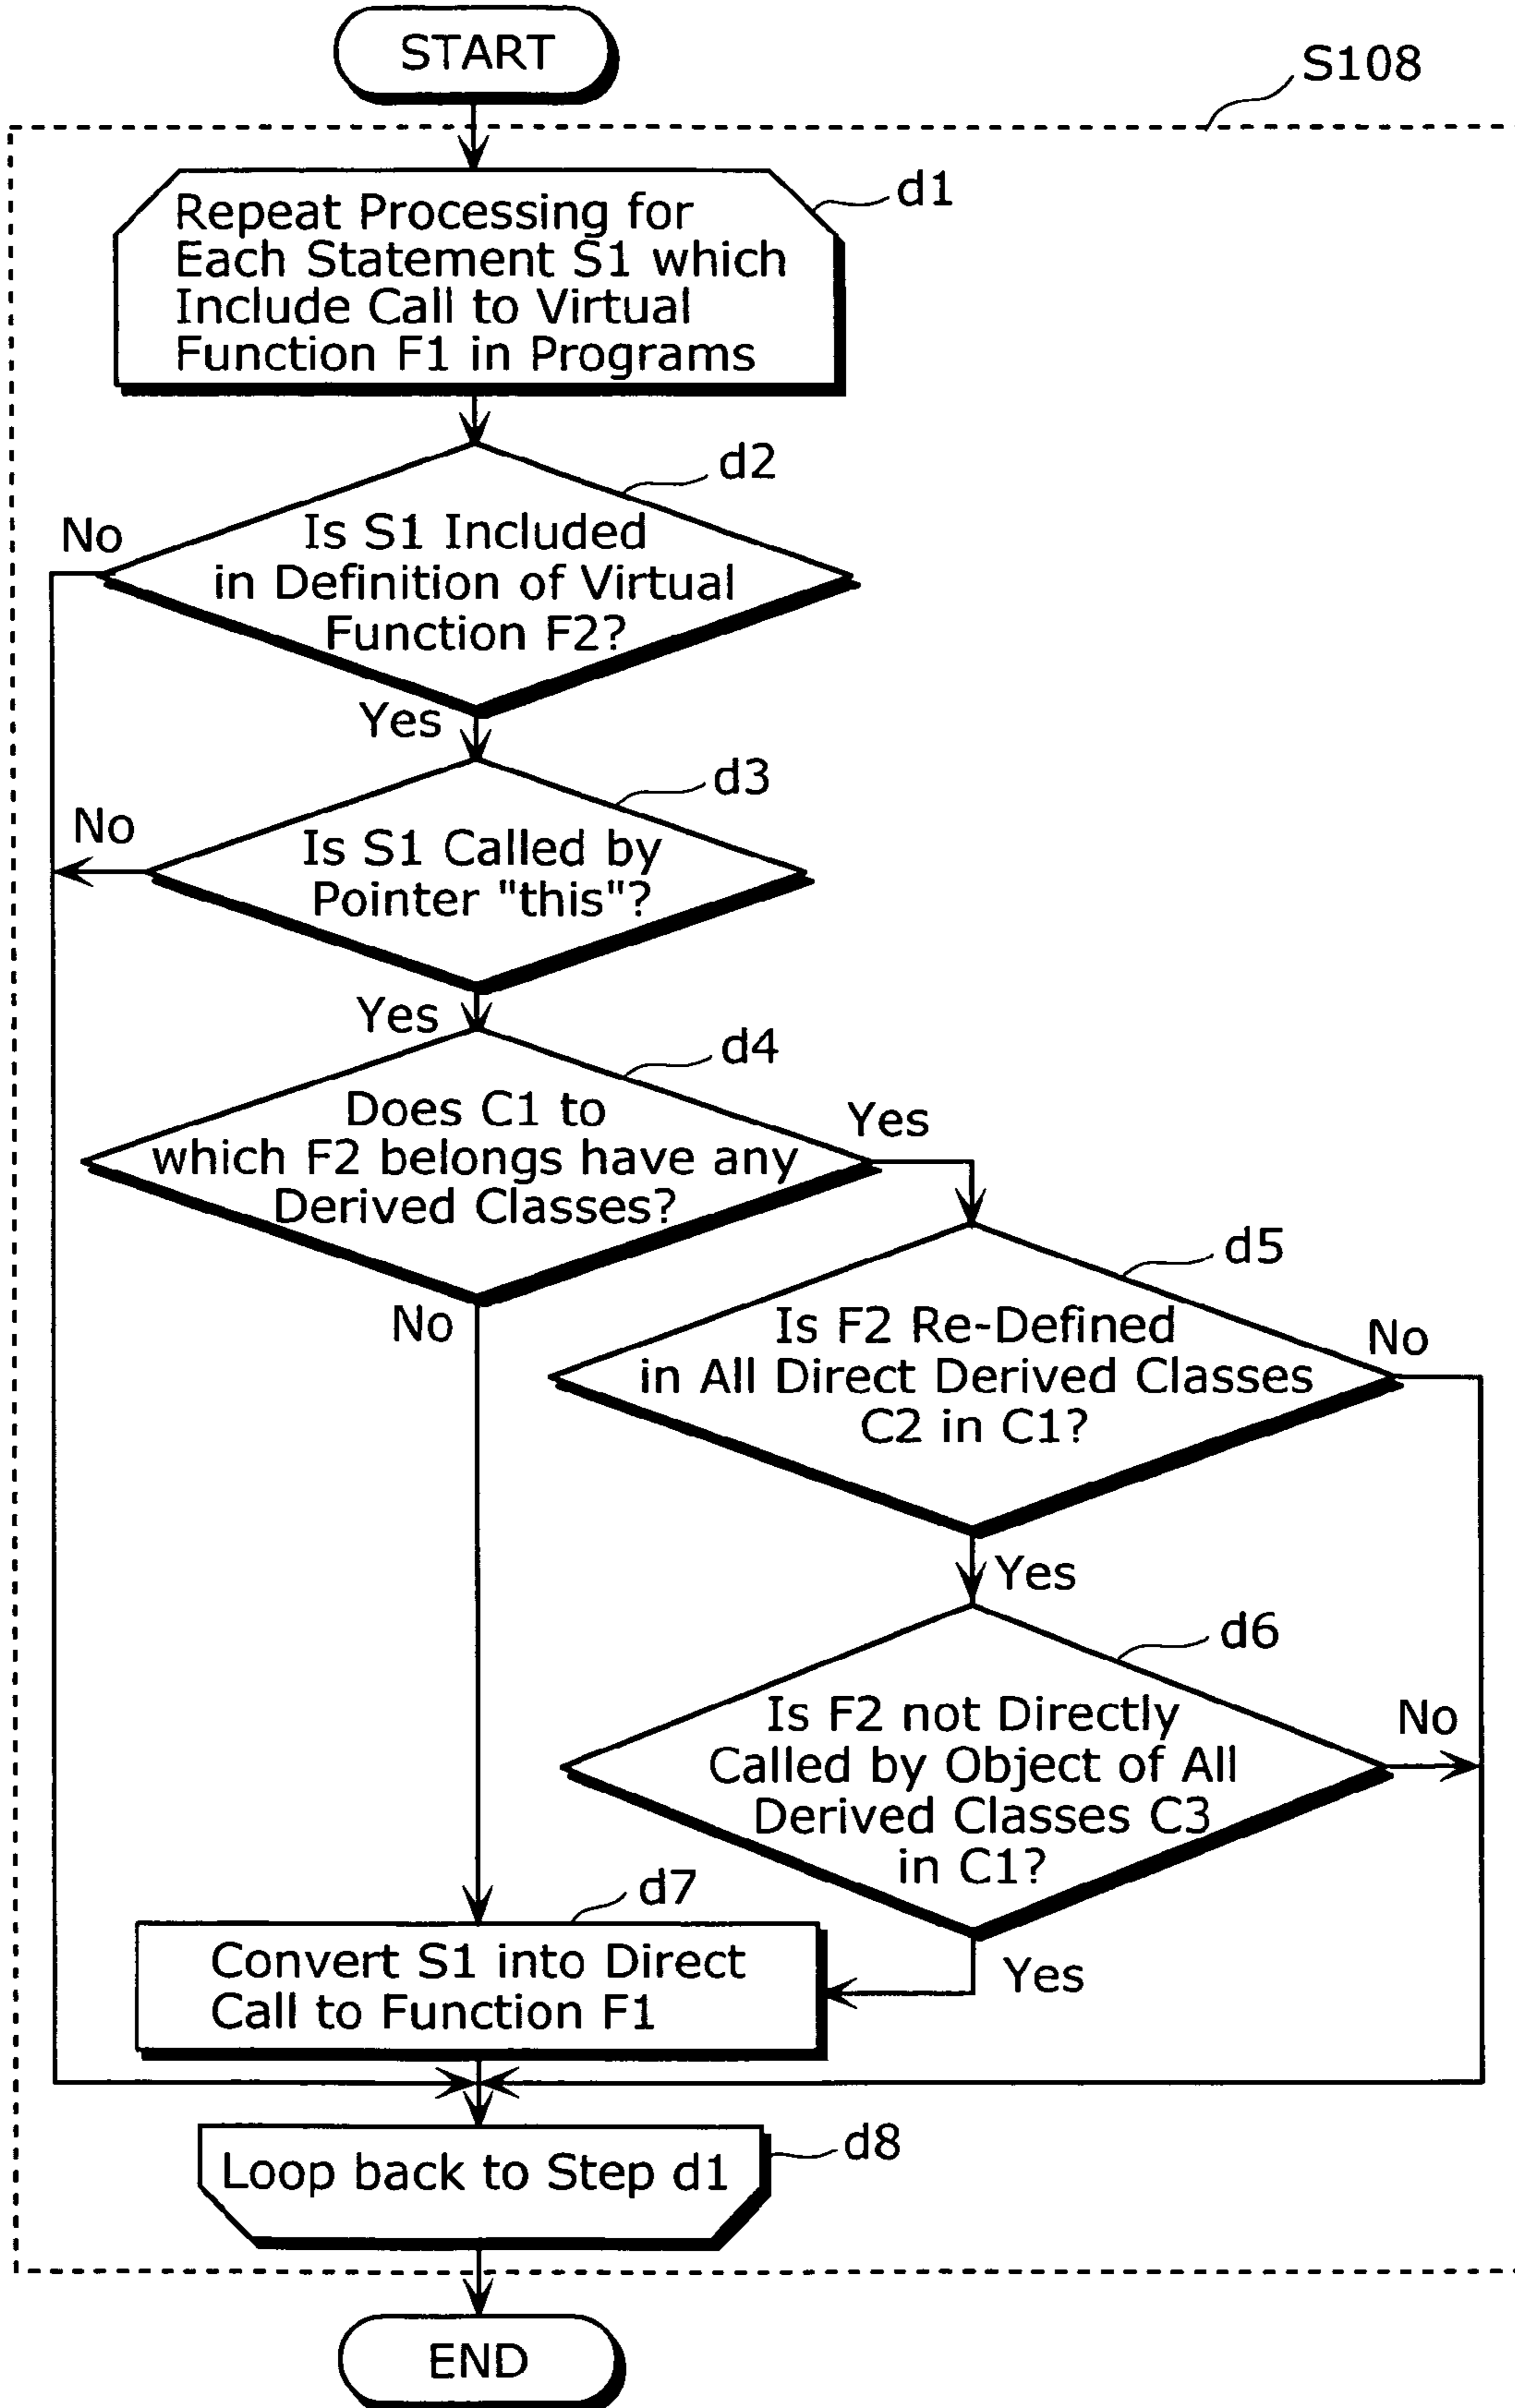 START
S108
d1
Repeat Processing for
Each Statement S1 which
Include Call to Virtual
Function F1 in Programs
d2
No
Is S1 Included
in Definition of Virtual
Function F2?
Yes
d3
No
Is S1 Called by
Pointer "this"?
Yes
d4
Does C1 to
which F2 belongs have any
Derived Classes?
Yes
No
d5
Is F2 Re-Defined
in All Direct Derived Classes
C2 in C1?
No
Yes
d6
Is F2 not Directly
Called by Object of All
Derived Classes C3
in C1?
No
Yes
d7
Convert S1 into Direct
Call to Function F1
d8
Loop back to Step d1
END